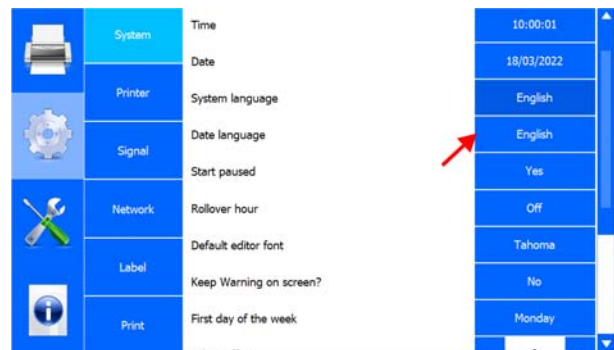 System
Printer
Signal
Network
Label
Print
Time 10:00:01
Date 18/03/2022
System language English
Date language English
Start paused Yes
Rollover hour Off
Default editor font Tahoma
Keep Warning on screen? No
First day of the week Monday